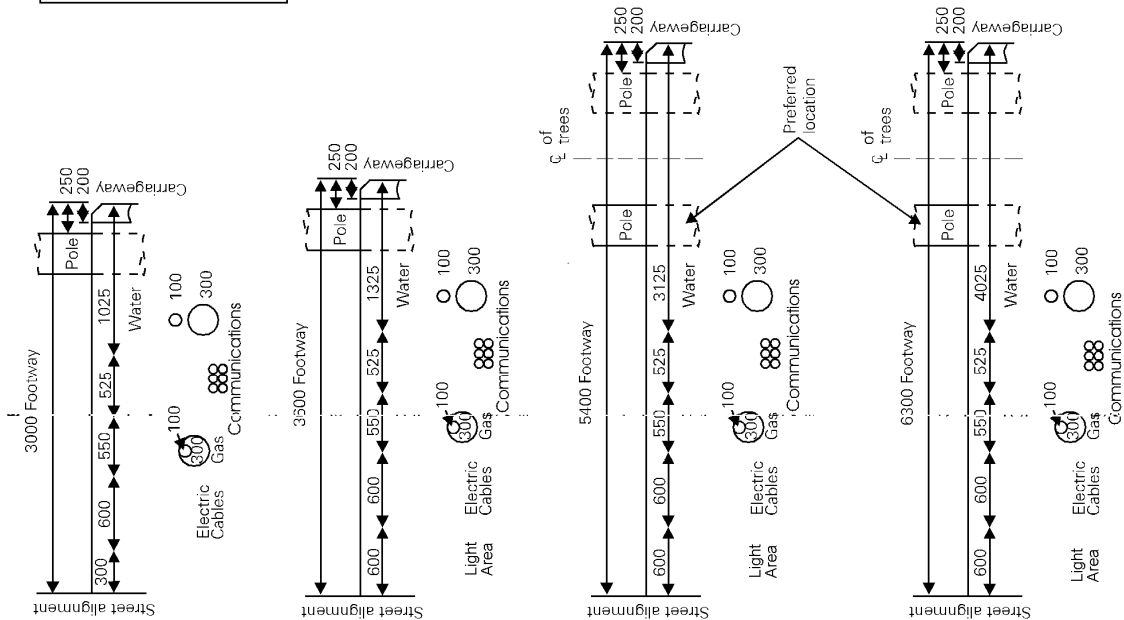 3000 Footway
250
200
Carriageway
Pole
300
600
550
525
1025
Street alignment
Electric
Cables
100
300
Gas
Communications
Water
100
300
3600 Footway
250
200
Carriageway
Pole
600
600
550
525
1325
Street alignment
Light
Area
Electric
Cables
100
300
Gas
Communications
Water
100
300
5400 Footway
250
200
Carriageway
Pole
Pole
℄ of
trees
600
600
550
525
3125
Street alignment
Light
Area
Electric
Cables
100
300
Gas
Communications
Water
100
300
Preferred
location
6300 Footway
250
200
Carriageway
Pole
Pole
℄ of
trees
600
600
550
525
4025
Street alignment
Light
Area
Electric
Cables
100
300
Gas
Communications
Water
100
300